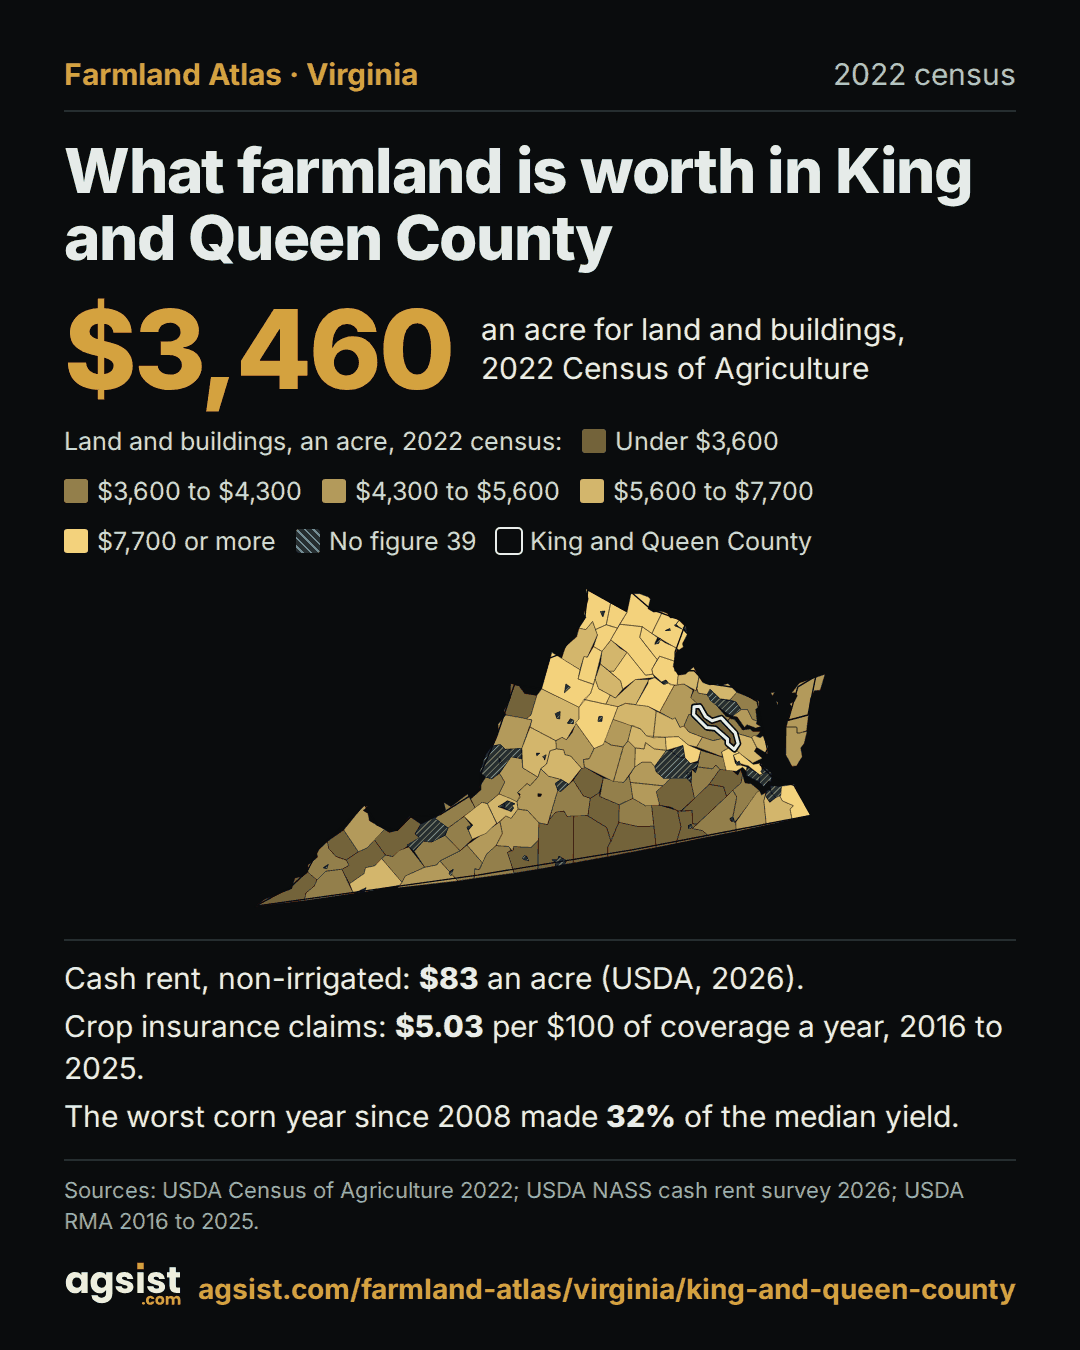 Farmland Atlas · Virginia
2022 census
What farmland is worth in King
and Queen County
$3,460
an acre for land and buildings,
2022 Census of Agriculture
Land and buildings, an acre, 2022 census: Under $3,600
$3,600 to $4,300 $4,300 to $5,600 $5,600 to $7,700
$7,700 or more No figure 39 King and Queen County
Cash rent, non-irrigated: $83 an acre (USDA, 2026).
Crop insurance claims: $5.03 per $100 of coverage a year, 2016 to
2025.
The worst corn year since 2008 made 32% of the median yield.
Sources: USDA Census of Agriculture 2022; USDA NASS cash rent survey 2026; USDA
RMA 2016 to 2025.
agsist
.com
agsist.com/farmland-atlas/virginia/king-and-queen-county